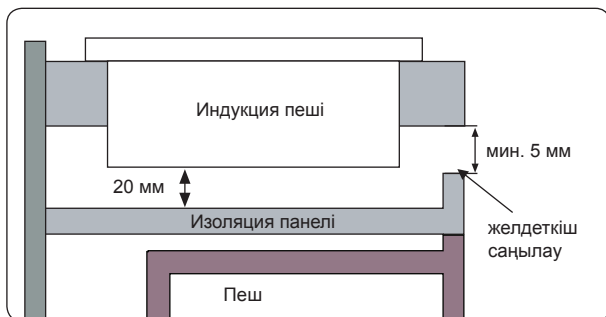 Индукция пеші
мин. 5 мм
20 мм
Изоляция панелі
желдеткіш
саңылау
Пеш